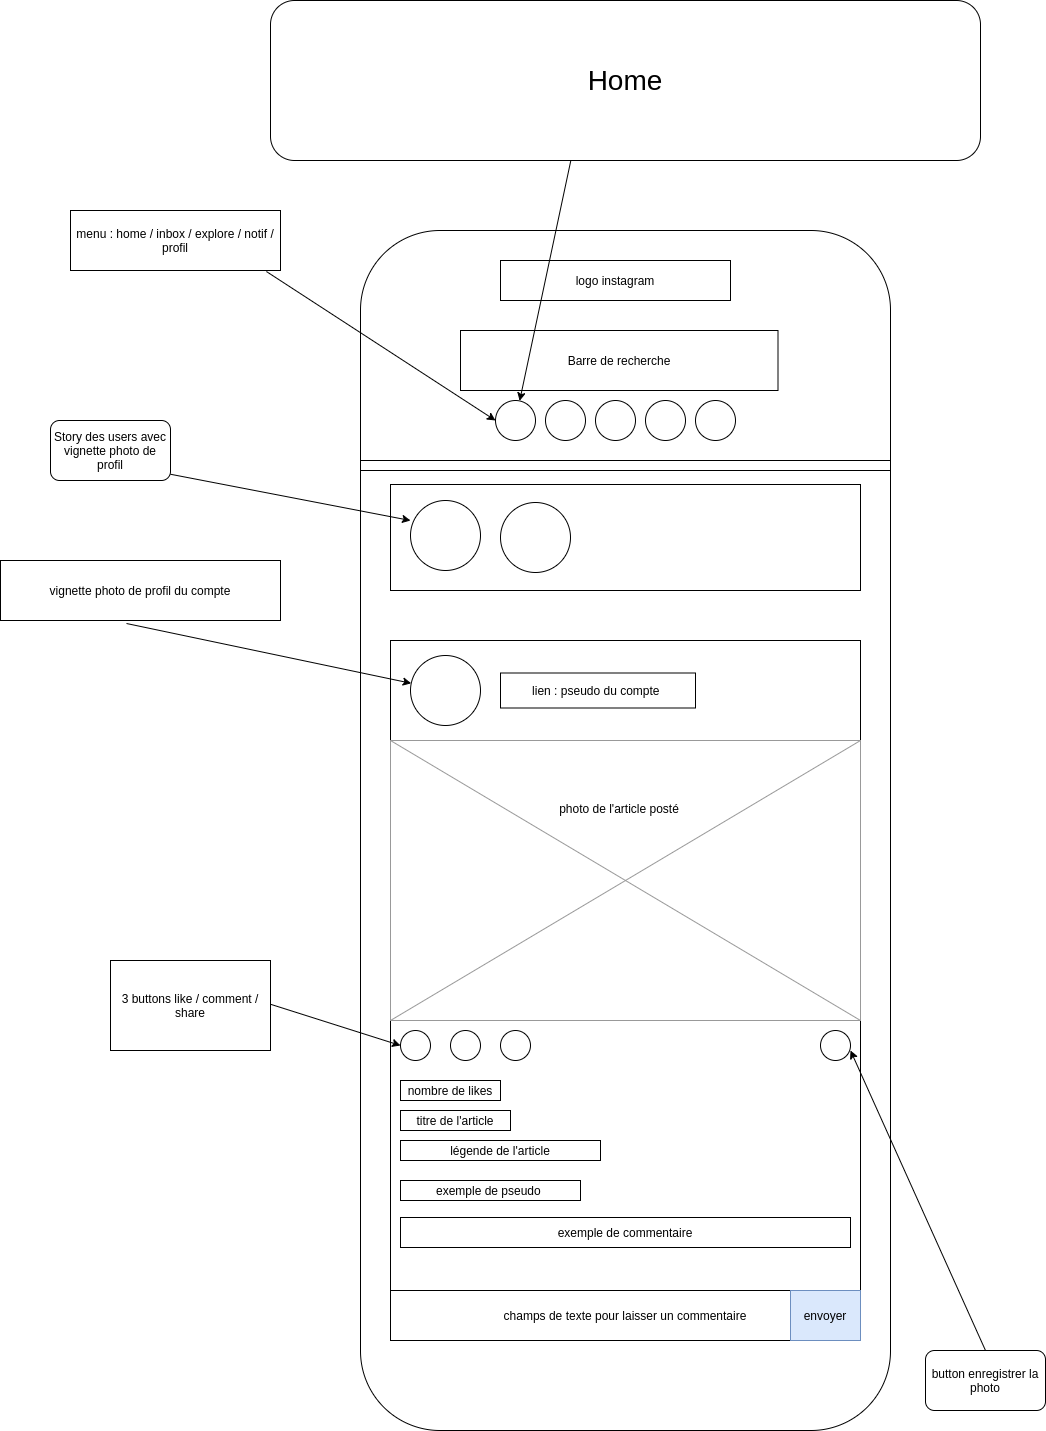 Home
menu : home / inbox / explore / notif /
profil
logo instagram
Barre de recherche
Story des users avec
vignette photo de
profil
vignette photo de profil du compte
lien : pseudo du compte
photo de l'article posté
3 buttons like / comment /
share
nombre de likes
titre de l'article
légende de l'article
exemple de pseudo
exemple de commentaire
champs de texte pour laisser un commentaire
envoyer
button enregistrer la
photo